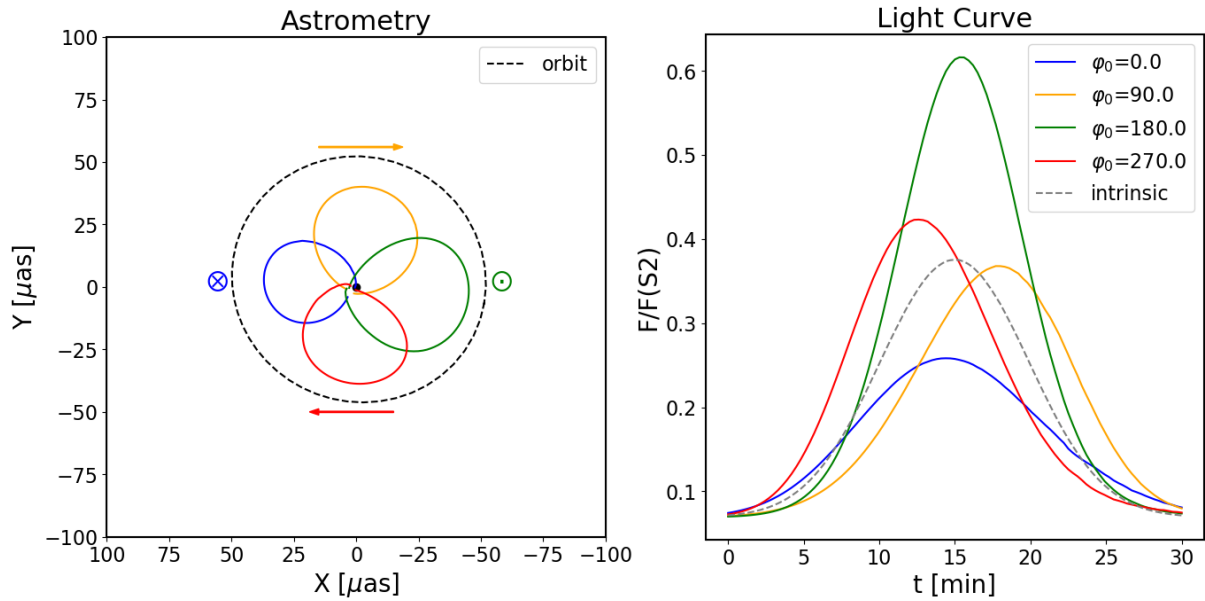 Astrometry
orbit
100
75
50
25
0
−25
−50
−75
−100
Y [μas]
100
75
50
25
0
−25
−50
−75
−100
X [μas]
Light Curve
φ₀=0.0
φ₀=90.0
φ₀=180.0
φ₀=270.0
intrinsic
0.6
0.5
0.4
0.3
0.2
0.1
F/F(S2)
0
5
10
15
20
25
30
t [min]